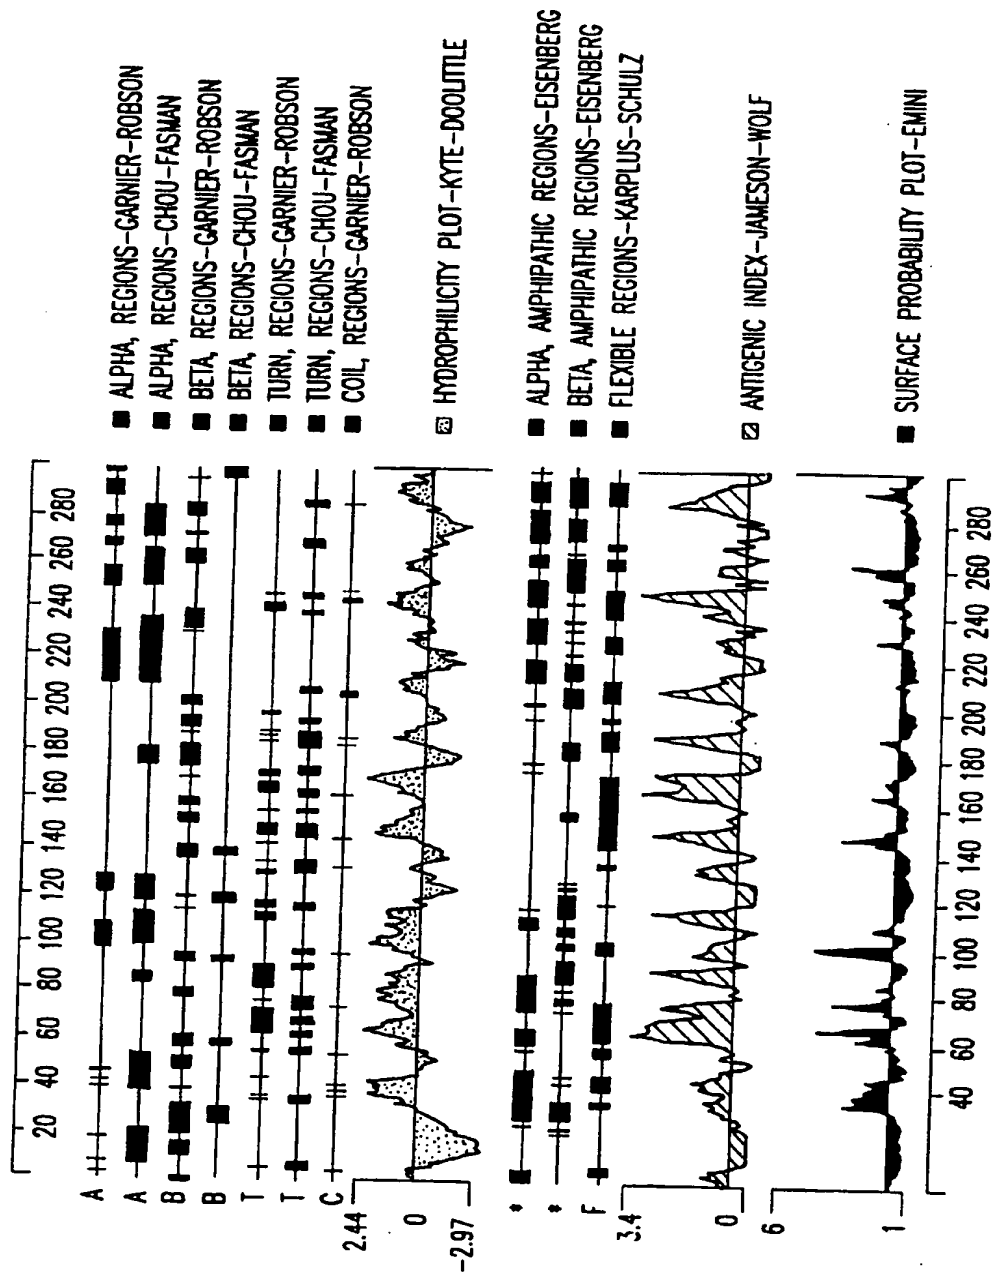 20 40 60 80 100 120 140 160 180 200 220 240 260 280
A ALPHA, REGIONS-GARNIER-ROBSON
A ALPHA, REGIONS-CHOU-FASMAN
B BETA, REGIONS-GARNIER-ROBSON
B BETA, REGIONS-CHOU-FASMAN
T TURN, REGIONS-GARNIER-ROBSON
T TURN, REGIONS-CHOU-FASMAN
C COIL, REGIONS-GARNIER-ROBSON
2.44
0 HYDROPHILICITY PLOT-KYTE-DOOLITTLE
-2.97
* ALPHA, AMPHIPATHIC REGIONS-EISENBERG
* BETA, AMPHIPATHIC REGIONS-EISENBERG
F FLEXIBLE REGIONS-KARPLUS-SCHULZ
3.4
0 ANTIGENIC INDEX-JAMESON-WOLF
6
1 SURFACE PROBABILITY PLOT-EMINI
40 60 80 100 120 140 160 180 200 220 240 260 280